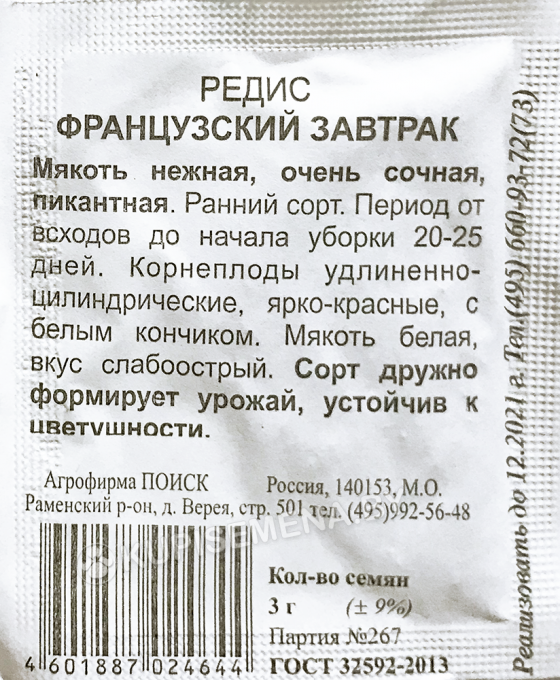 РЕДИС
ФРАНЦУЗСКИЙ ЗАВТРАК
Мякоть нежная, очень сочная,
пикантная. Ранний сорт. Период от
всходов до начала уборки 20-25
дней. Корнеплоды удлиненно-
цилиндрические, ярко-красные, с
белым кончиком. Мякоть белая,
вкус слабоострый. Сорт дружно
формирует урожай, устойчив к
цветушности.
Агрофирма ПОИСК Россия, 140153, М.О.
Раменский р-он, д. Верея, стр. 501 тел. (495)992-56-48
Кол-во семян
3 г (± 9%)
Партия №267
ГОСТ 32592-2013
4 601887 024644
Реализовать до 12.2021 г. Тел.(495) 660-93-72(73)